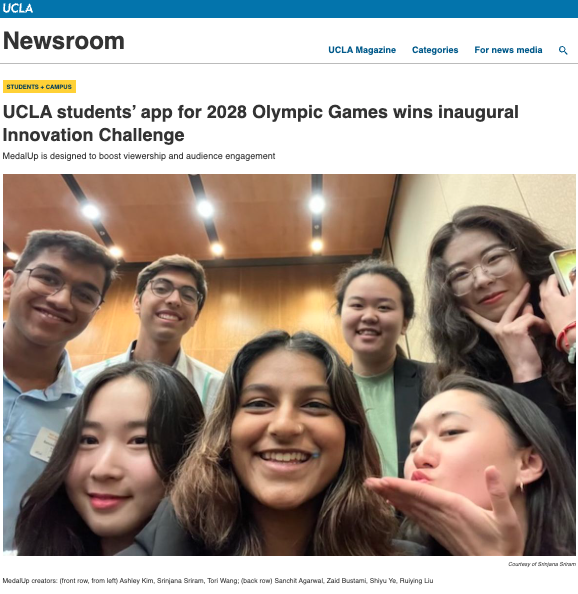 UCLA
Newsroom
UCLA Magazine Categories For news media
STUDENTS + CAMPUS
UCLA students’ app for 2028 Olympic Games wins inaugural
Innovation Challenge
MedalUp is designed to boost viewership and audience engagement
Courtesy of Srinjana Sriram
MedalUp creators: (front row, from left) Ashley Kim, Srinjana Sriram, Tori Wang; (back row) Sanchit Agarwal, Zaid Bustami, Shiyu Ye, Ruiying Liu